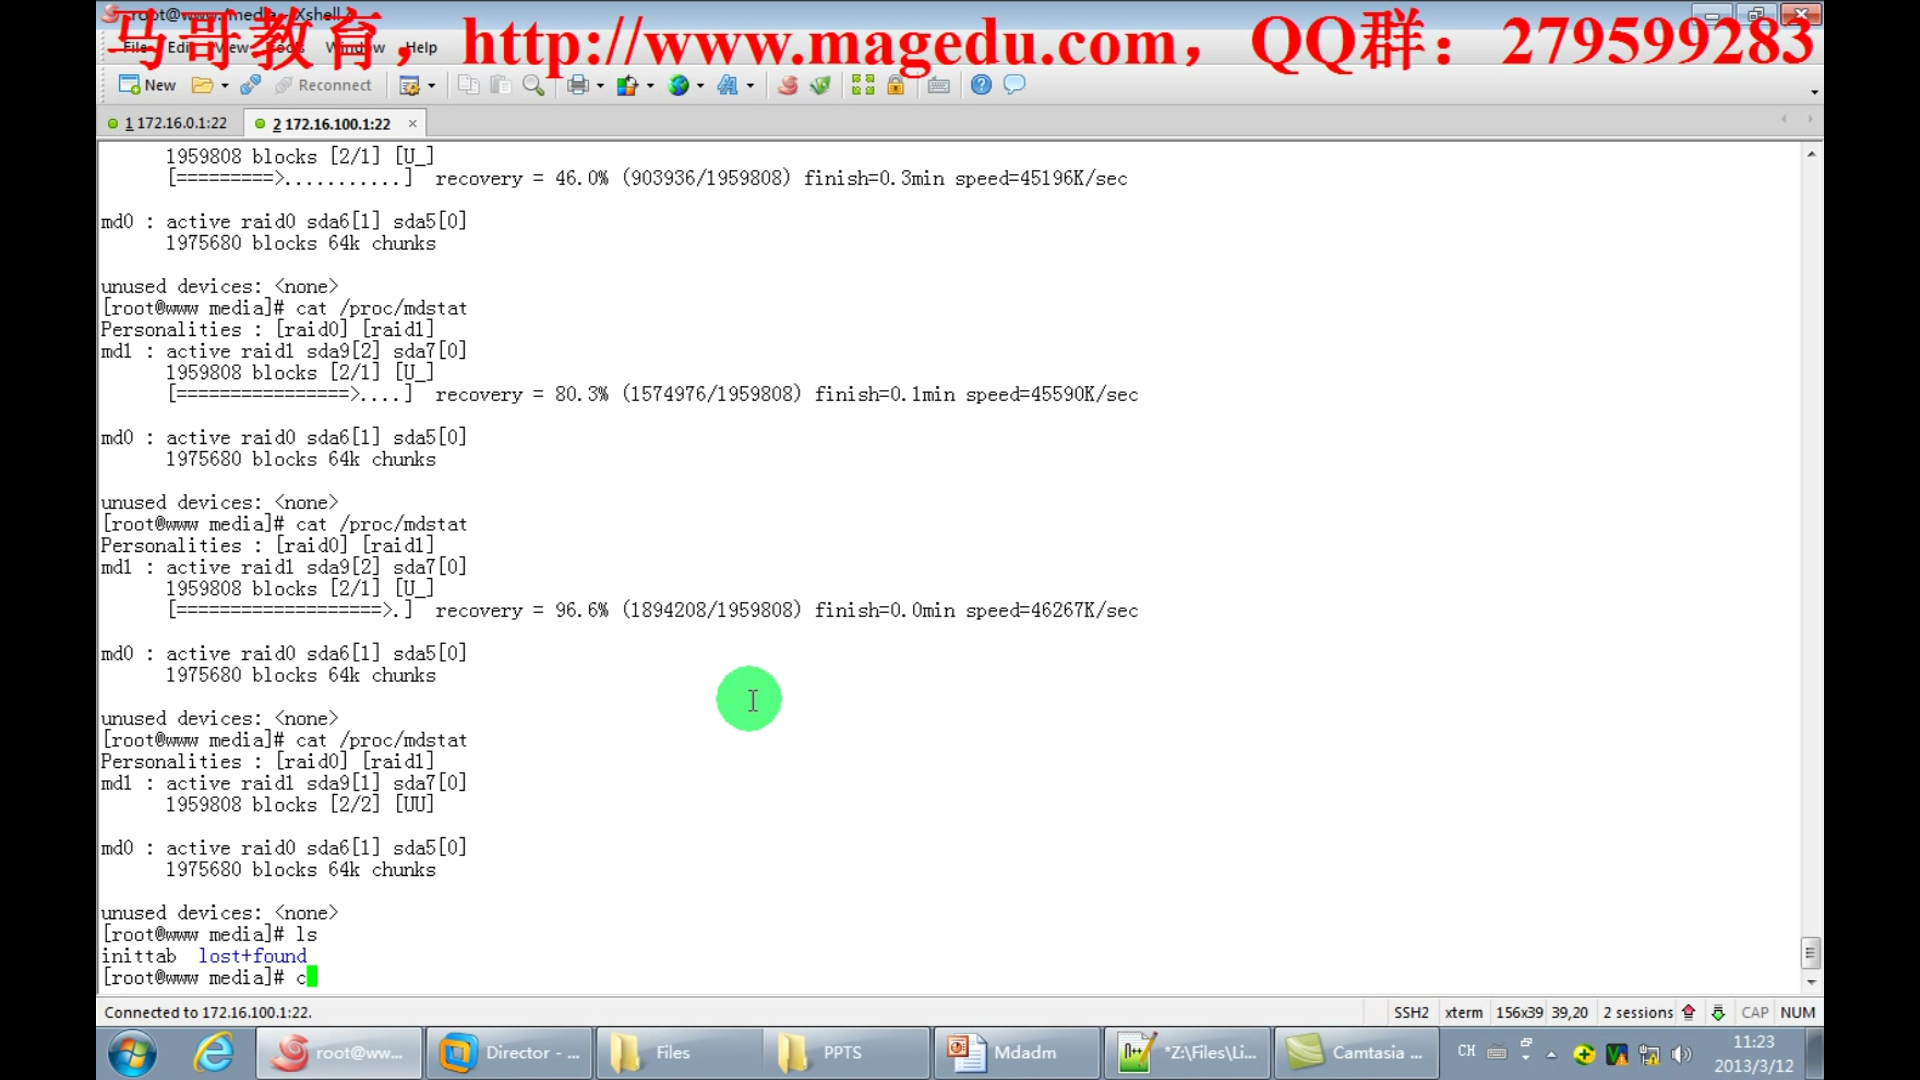 root@www:/media - Xshell
马哥教育，http://www.magedu.com，QQ群：279599283
File Edit View Tools Window Help
New Reconnect
1 172.16.0.1:22 2 172.16.100.1:22
1959808 blocks [2/1] [U_]
[=========>...........] recovery = 46.0% (903936/1959808) finish=0.3min speed=45196K/sec
md0 : active raid0 sda6[1] sda5[0]
1975680 blocks 64k chunks
unused devices: <none>
[root@www media]# cat /proc/mdstat
Personalities : [raid0] [raid1]
md1 : active raid1 sda9[2] sda7[0]
1959808 blocks [2/1] [U_]
[================>....] recovery = 80.3% (1574976/1959808) finish=0.1min speed=45590K/sec
md0 : active raid0 sda6[1] sda5[0]
1975680 blocks 64k chunks
unused devices: <none>
[root@www media]# cat /proc/mdstat
Personalities : [raid0] [raid1]
md1 : active raid1 sda9[2] sda7[0]
1959808 blocks [2/1] [U_]
[===================>.] recovery = 96.6% (1894208/1959808) finish=0.0min speed=46267K/sec
md0 : active raid0 sda6[1] sda5[0]
1975680 blocks 64k chunks
unused devices: <none>
[root@www media]# cat /proc/mdstat
Personalities : [raid0] [raid1]
md1 : active raid1 sda9[1] sda7[0]
1959808 blocks [2/2] [UU]
md0 : active raid0 sda6[1] sda5[0]
1975680 blocks 64k chunks
unused devices: <none>
[root@www media]# ls
inittab lost+found
[root@www media]# c
Connected to 172.16.100.1:22. SSH2 xterm 156x39 39,20 2 sessions CAP NUM
root@ww... Director - ... Files PPTS Mdadm *Z:\Files\Li... Camtasia ... CH 11:23
2013/3/12